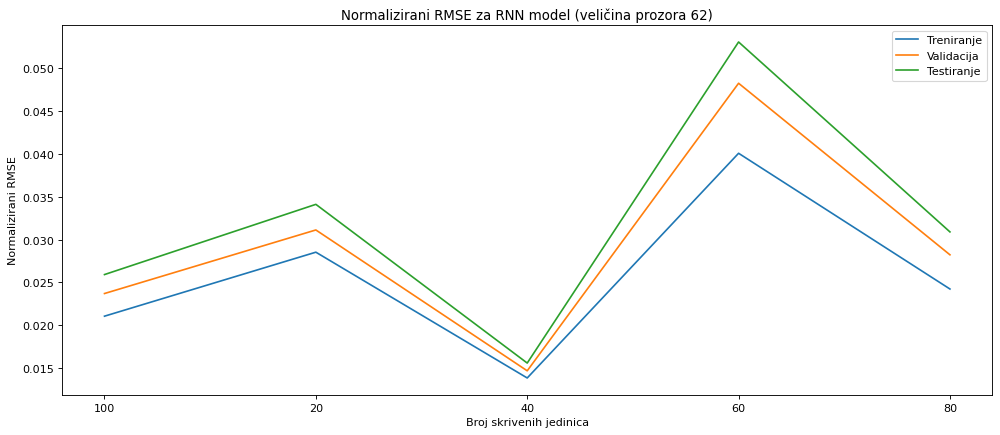 Normalizirani RMSE za RNN model (veličina prozora 62)
Treniranje
Validacija
Testiranje
Normalizirani RMSE
0.050
0.045
0.040
0.035
0.030
0.025
0.020
0.015
100 20 40 60 80
Broj skrivenih jedinica